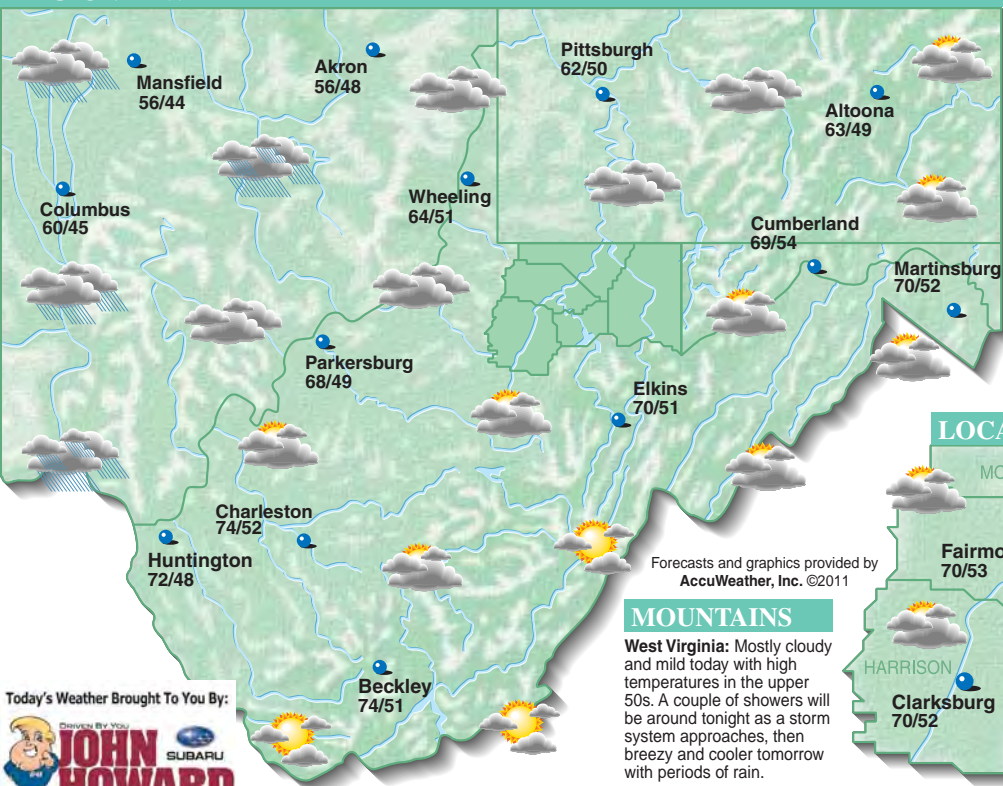 Mansfield
56/44
Akron
56/48
Pittsburgh
62/50
Altoona
63/49
Columbus
60/45
Wheeling
64/51
Cumberland
69/54
Martinsburg
70/52
Parkersburg
68/49
Elkins
70/51
Charleston
74/52
Huntington
72/48
Beckley
74/51
Forecasts and graphics provided by
AccuWeather, Inc. ©2011
MOUNTAINS
West Virginia: Mostly cloudy
and mild today with high
temperatures in the upper
50s. A couple of showers will
be around tonight as a storm
system approaches, then
breezy and cooler tomorrow
with periods of rain.
LOCA
MO
Fairmo
70/53
HARRISON
Clarksburg
70/52
Today's Weather Brought To You By:
DRIVEN BY YOU
JOHN
SUBARU
HOWARD